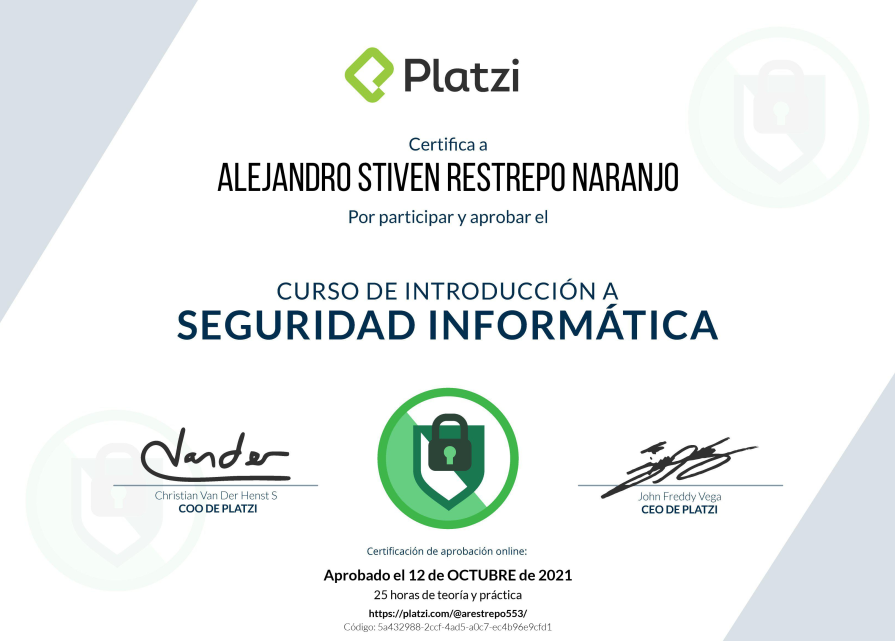 Platzi
Certifica a
ALEJANDRO STIVEN RESTREPO NARANJO
Por participar y aprobar el
CURSO DE INTRODUCCIÓN A
SEGURIDAD INFORMÁTICA
Vander
Christian Van Der Henst S
COO DE PLATZI
John Freddy Vega
CEO DE PLATZI
Certificación de aprobación online:
Aprobado el 12 de OCTUBRE de 2021
25 horas de teoría y práctica
https://platzi.com/@arestrepo553/
Código: 5a432988-2ccf-4ad5-a0c7-ec4b96e9cfd1